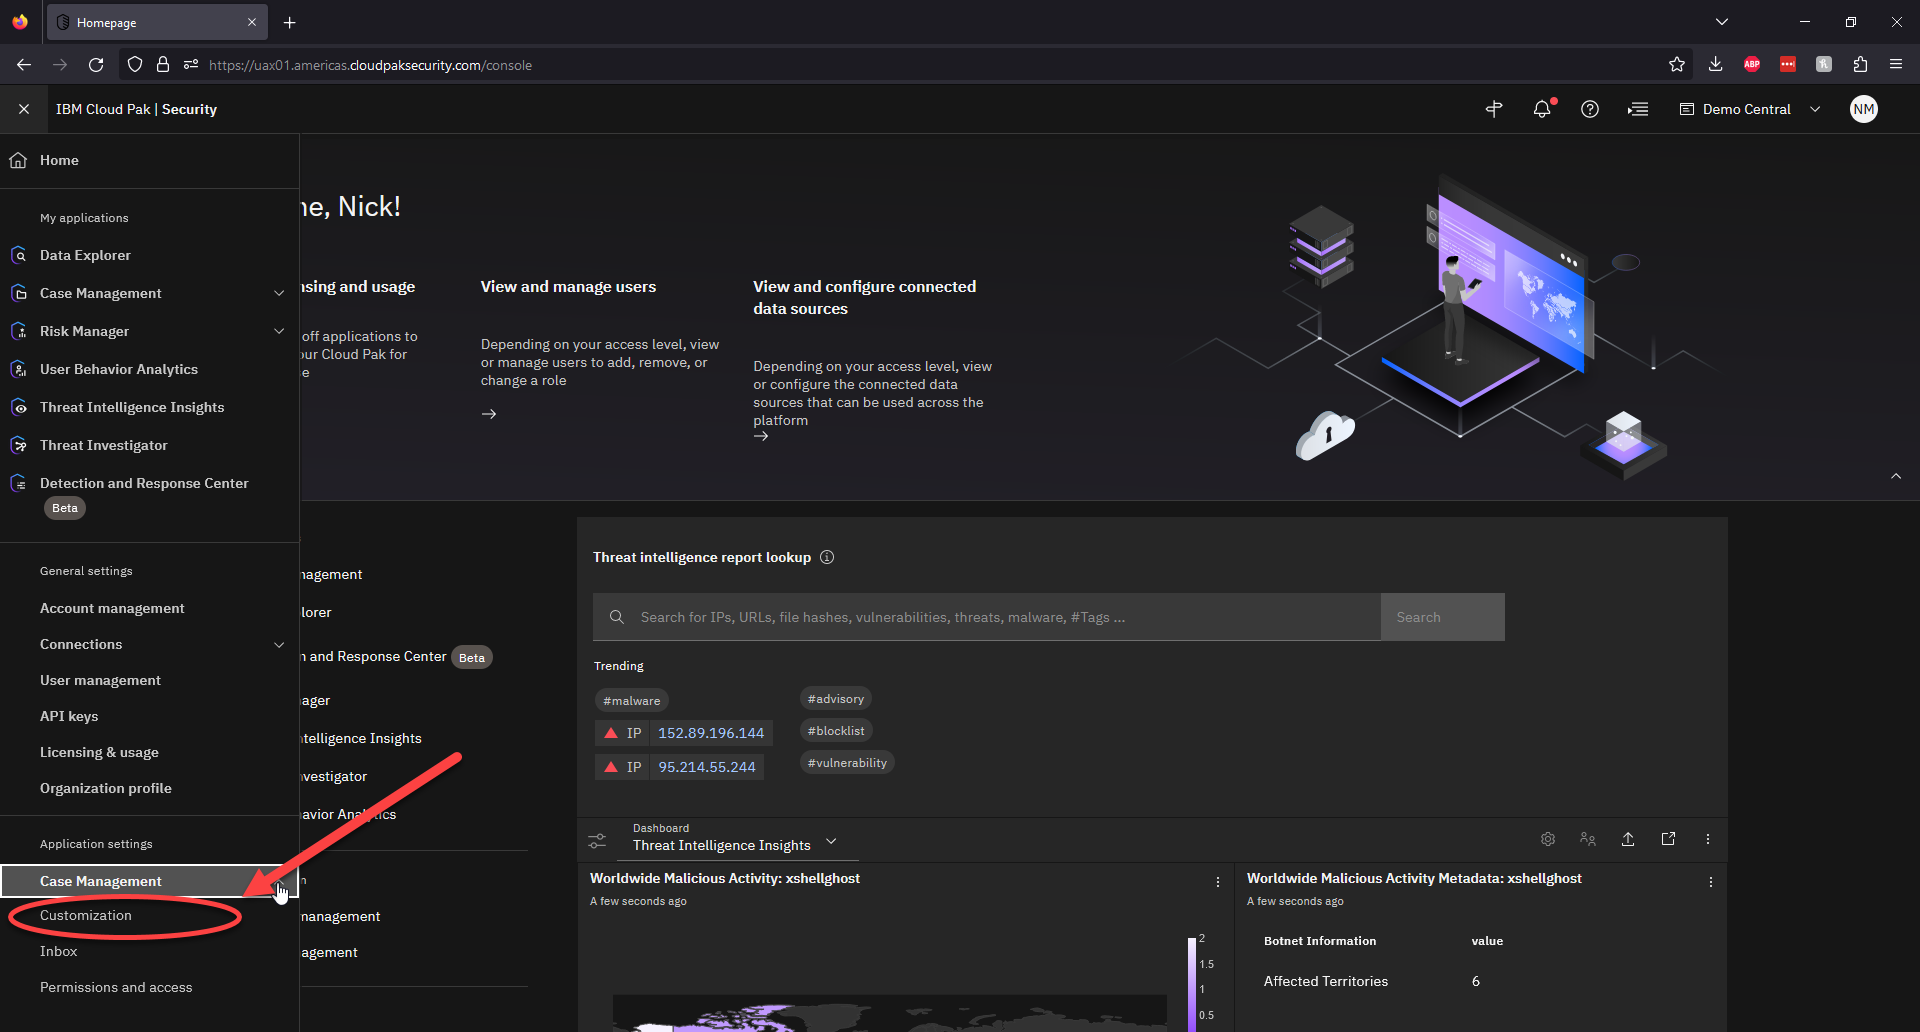 Homepage
https://uax01.americas.cloudpaksecurity.com/console
ABP
IBM Cloud Pak | Security
Demo Central
NM
Home
My applications
Data Explorer
Case Management
Risk Manager
User Behavior Analytics
Threat Intelligence Insights
Threat Investigator
Detection and Response Center
Beta
General settings
Account management
Connections
User management
API keys
Licensing & usage
Organization profile
Application settings
Case Management
Customization
Inbox
Permissions and access
ne, Nick!
nsing and usage
off applications to
our Cloud Pak for
e
View and manage users
Depending on your access level, view
or manage users to add, remove, or
change a role
View and configure connected
data sources
Depending on your access level, view
or configure the connected data
sources that can be used across the
platform
nagement
lorer
n and Response Center Beta
ager
ntelligence Insights
nvestigator
avior Analytics
n
management
agement
Threat intelligence report lookup
Search for IPs, URLs, file hashes, vulnerabilities, threats, malware, #Tags ...
Search
Trending
#malware
IP 152.89.196.144
IP 95.214.55.244
#advisory
#blocklist
#vulnerability
Dashboard
Threat Intelligence Insights
Worldwide Malicious Activity: xshellghost
A few seconds ago
2
1.5
1
0.5
Worldwide Malicious Activity Metadata: xshellghost
A few seconds ago
Botnet Information value
Affected Territories 6